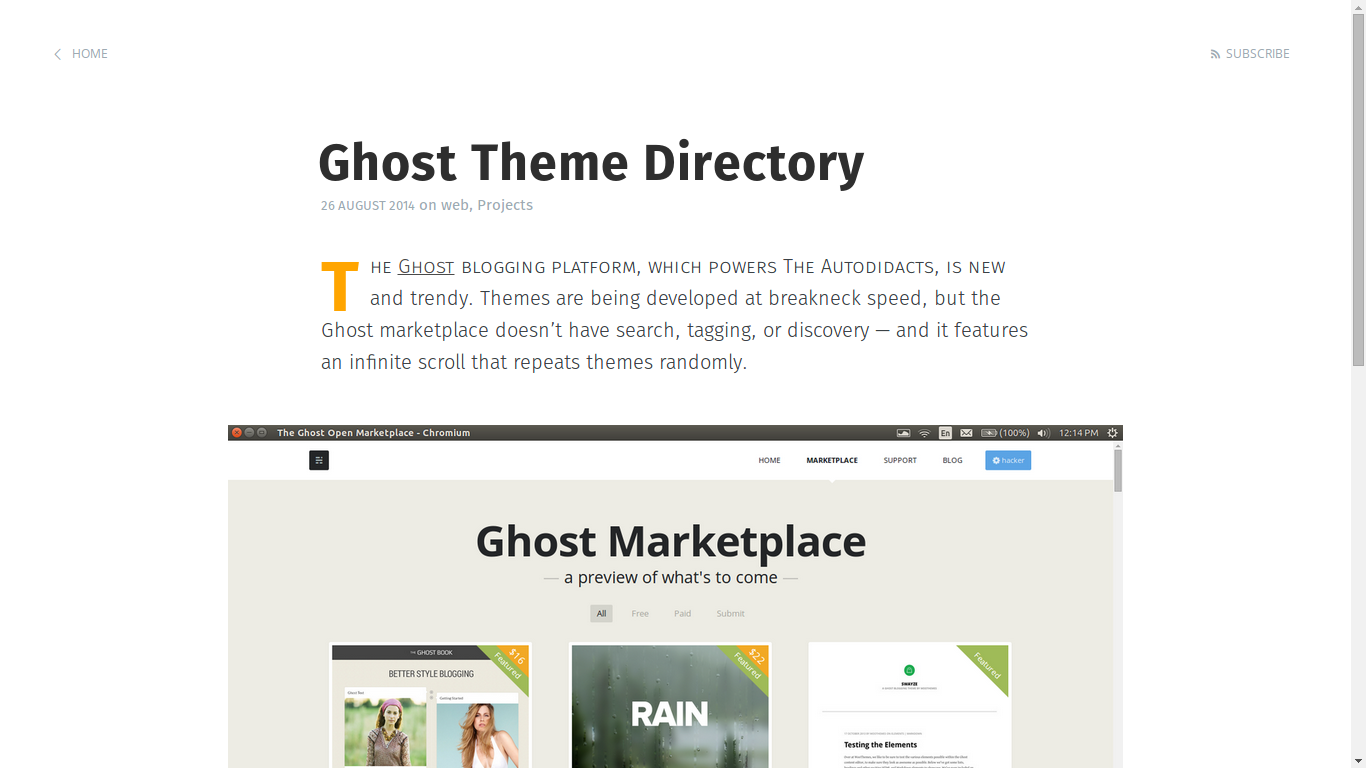 HOME
SUBSCRIBE
Ghost Theme Directory
26 AUGUST 2014 on web, Projects
THE GHOST BLOGGING PLATFORM, WHICH POWERS THE AUTODIDACTS, IS NEW
and trendy. Themes are being developed at breakneck speed, but the
Ghost marketplace doesn’t have search, tagging, or discovery — and it features
an infinite scroll that repeats themes randomly.
The Ghost Open Marketplace - Chromium
En
(100%)
12:14 PM
HOME
MARKETPLACE
SUPPORT
BLOG
hacker
Ghost Marketplace
a preview of what's to come
All
Free
Paid
Submit
THE GHOST BOOK
$16
Featured
BETTER STYLE BLOGGING
Ghost Tool
Getting Started
$22
Featured
RAIN
Featured
SWAYZE
Testing the Elements